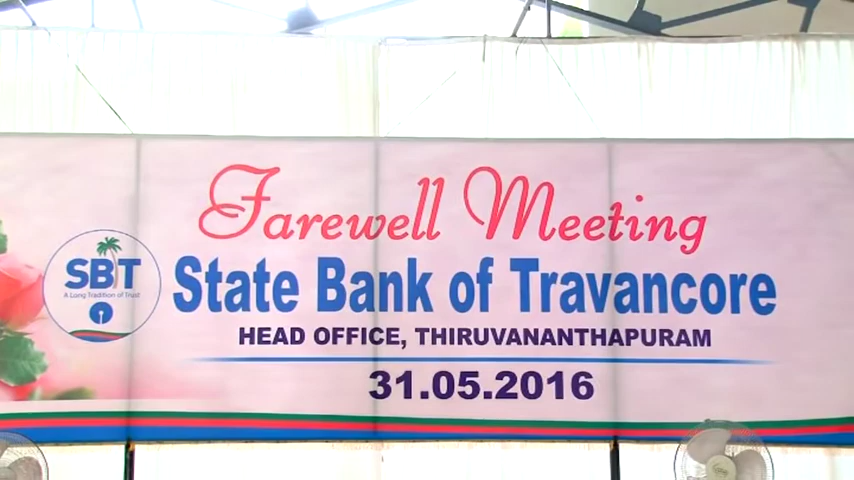 Farewell Meeting
SBT
A Long Tradition of Trust
State Bank of Travancore
HEAD OFFICE, THIRUVANANTHAPURAM
31.05.2016